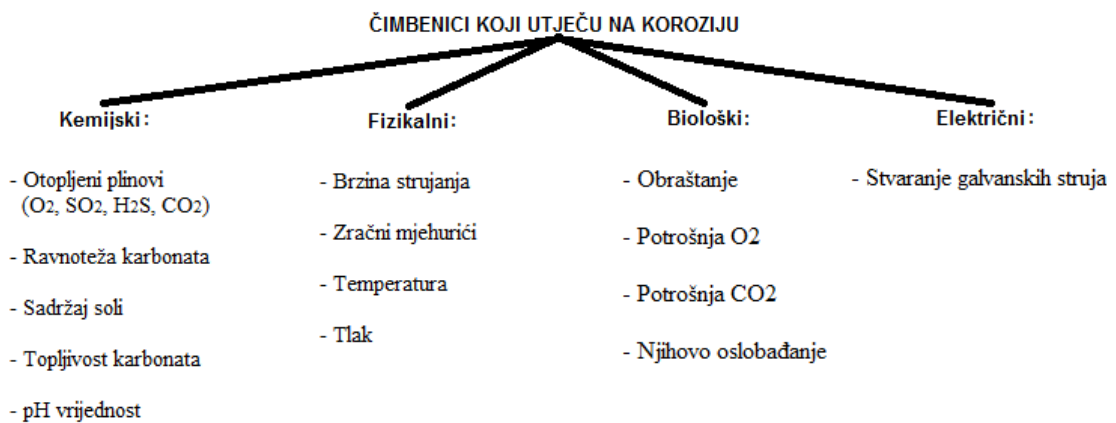 ČIMBENICI KOJI UTJEČU NA KOROZIJU
Kemijski:
- Otopljeni plinovi
(O2, SO2, H2S, CO2)
- Ravnoteža karbonata
- Sadržaj soli
- Topljivost karbonata
- pH vrijednost
Fizikalni:
- Brzina strujanja
- Zračni mjehurići
- Temperatura
- Tlak
Biološki:
- Obraštanje
- Potrošnja O2
- Potrošnja CO2
- Njihovo oslobađanje
Električni:
- Stvaranje galvanskih struja